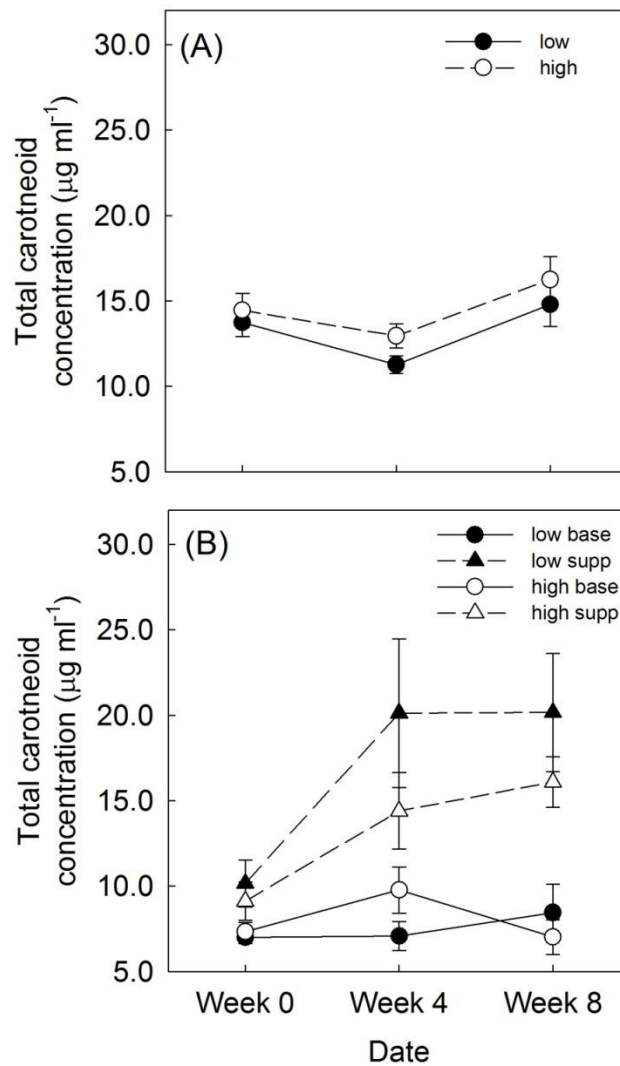 (A)
low
high
Total carotneoid
concentration (μg ml⁻¹)
30.0
25.0
20.0
15.0
10.0
5.0
(B)
low base
low supp
high base
high supp
Total carotneoid
concentration (μg ml⁻¹)
30.0
25.0
20.0
15.0
10.0
5.0
Week 0 Week 4 Week 8
Date